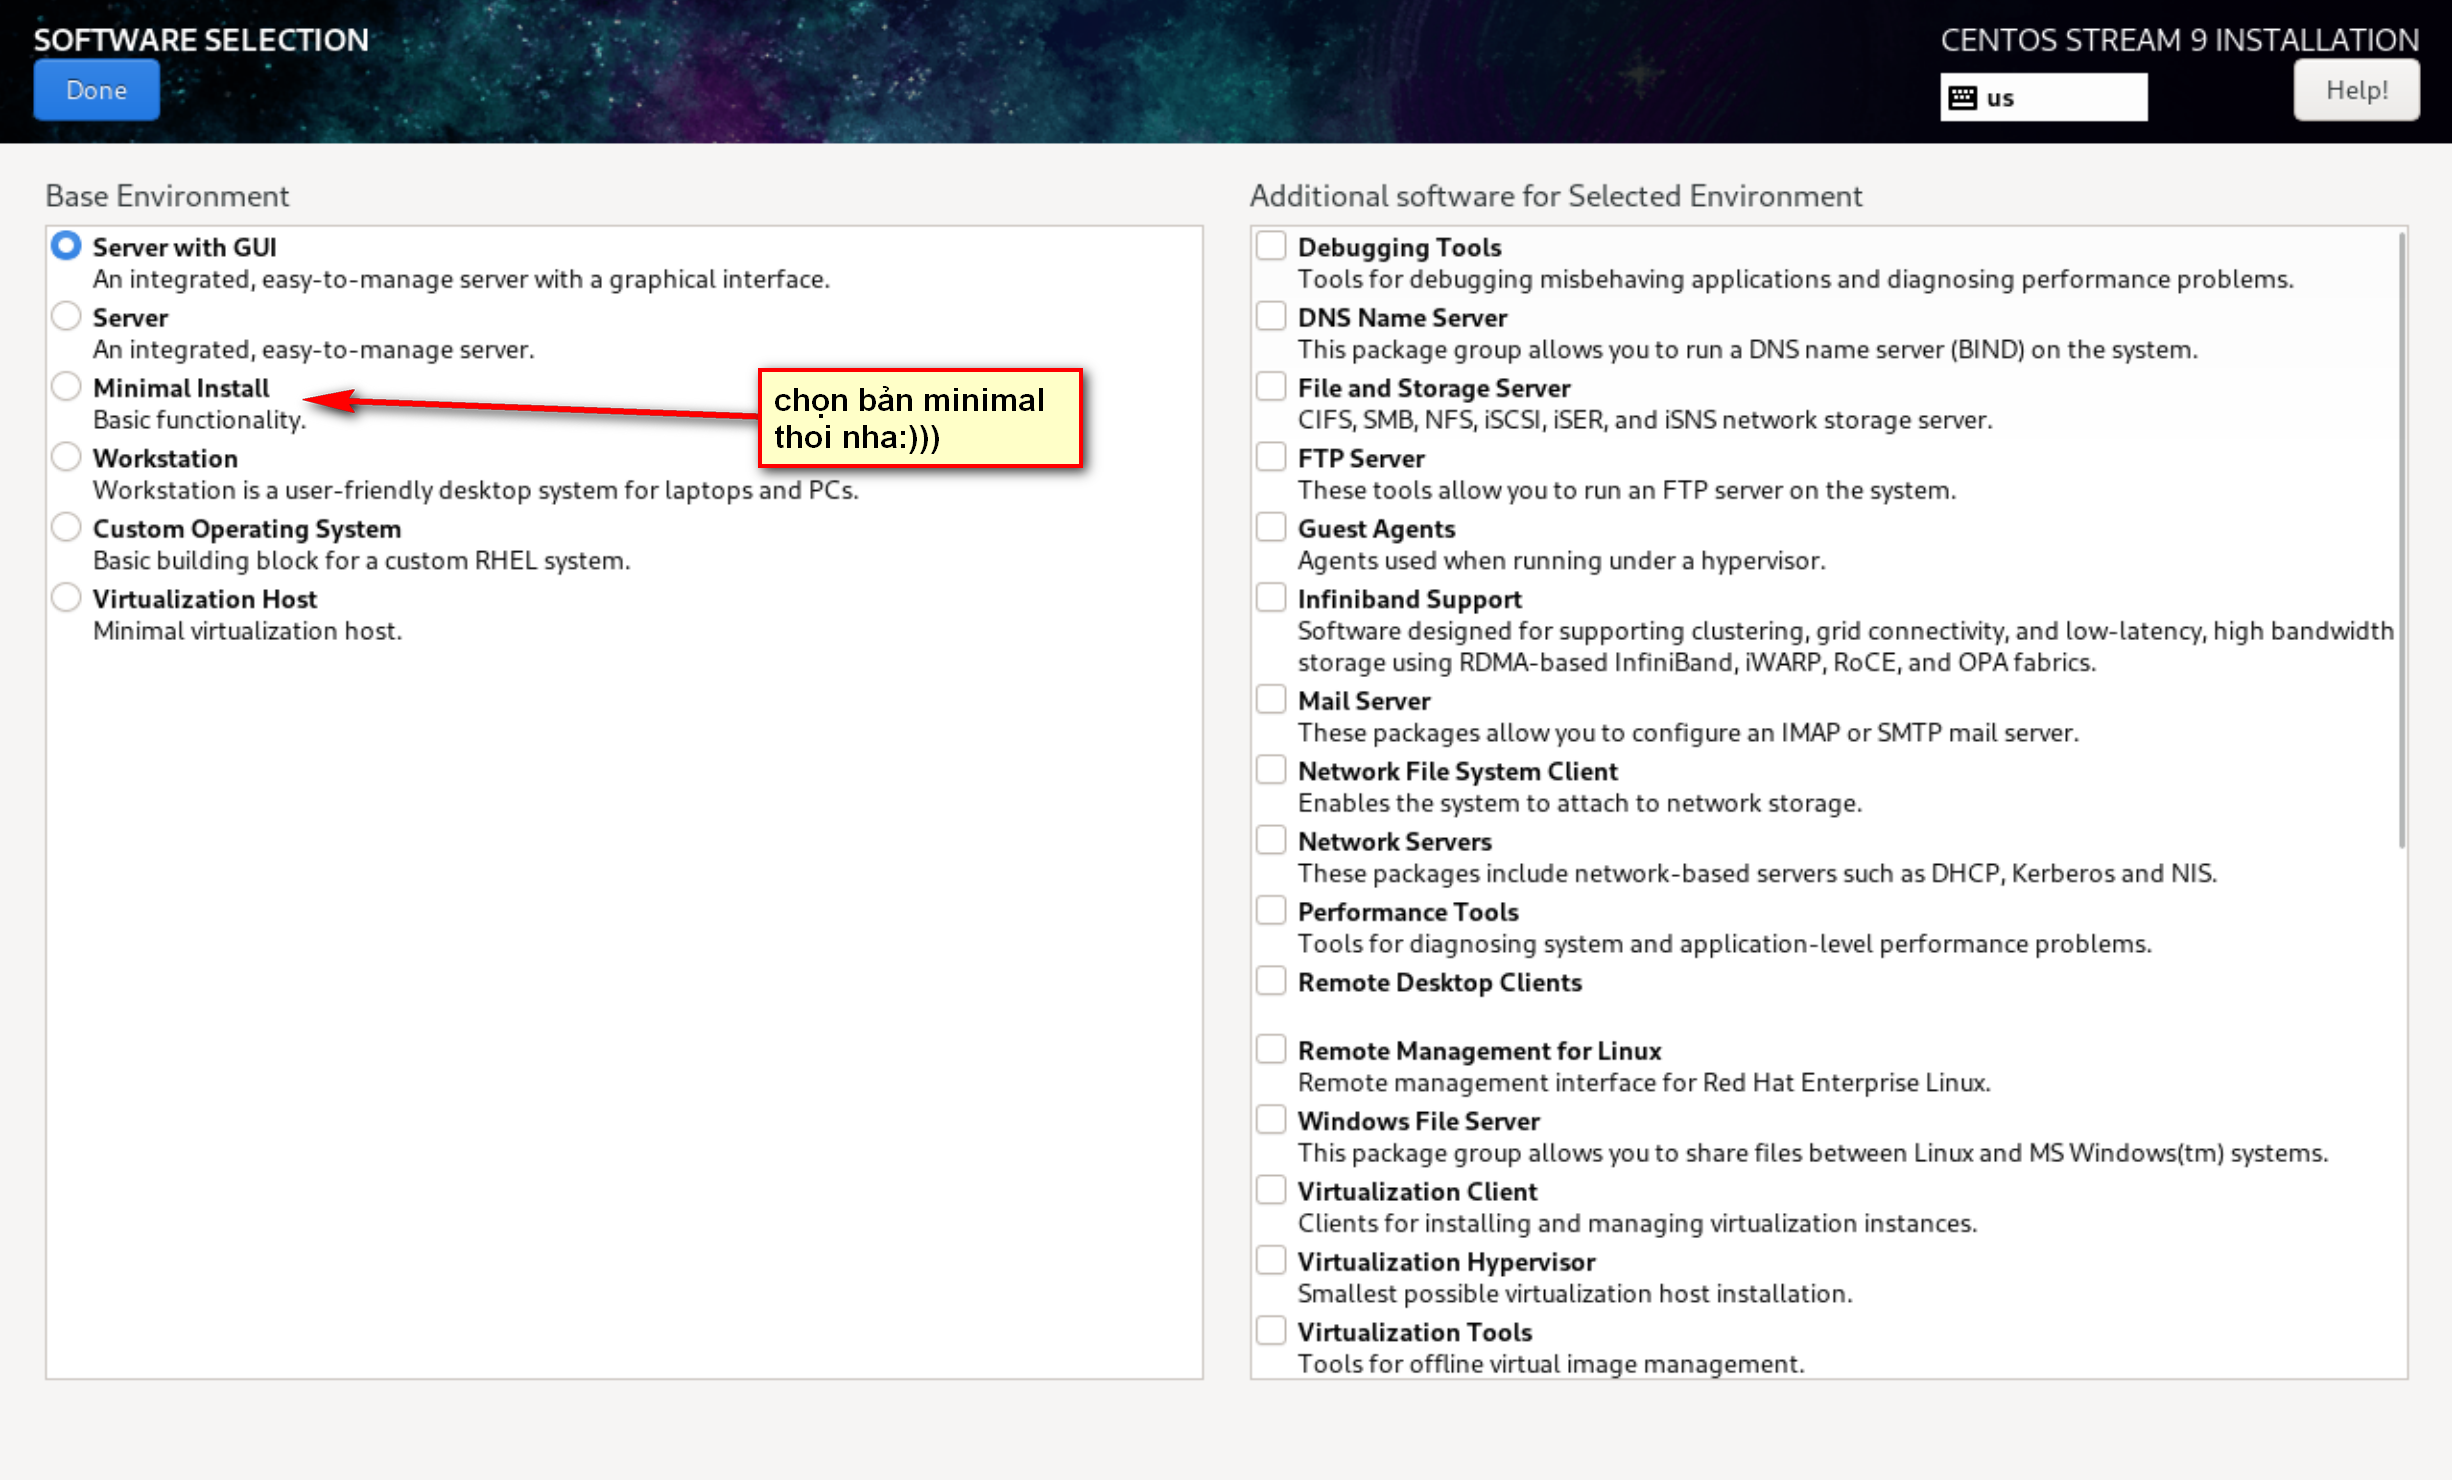 SOFTWARE SELECTION
CENTOS STREAM 9 INSTALLATION
Done
us
Help!
Base Environment
Server with GUI
An integrated, easy-to-manage server with a graphical interface.
Server
An integrated, easy-to-manage server.
Minimal Install
Basic functionality.
chọn bản minimal
thoi nha:)))
Workstation
Workstation is a user-friendly desktop system for laptops and PCs.
Custom Operating System
Basic building block for a custom RHEL system.
Virtualization Host
Minimal virtualization host.
Additional software for Selected Environment
Debugging Tools
Tools for debugging misbehaving applications and diagnosing performance problems.
DNS Name Server
This package group allows you to run a DNS name server (BIND) on the system.
File and Storage Server
CIFS, SMB, NFS, iSCSI, iSER, and iSNS network storage server.
FTP Server
These tools allow you to run an FTP server on the system.
Guest Agents
Agents used when running under a hypervisor.
Infiniband Support
Software designed for supporting clustering, grid connectivity, and low-latency, high bandwidth
storage using RDMA-based InfiniBand, iWARP, RoCE, and OPA fabrics.
Mail Server
These packages allow you to configure an IMAP or SMTP mail server.
Network File System Client
Enables the system to attach to network storage.
Network Servers
These packages include network-based servers such as DHCP, Kerberos and NIS.
Performance Tools
Tools for diagnosing system and application-level performance problems.
Remote Desktop Clients
Remote Management for Linux
Remote management interface for Red Hat Enterprise Linux.
Windows File Server
This package group allows you to share files between Linux and MS Windows(tm) systems.
Virtualization Client
Clients for installing and managing virtualization instances.
Virtualization Hypervisor
Smallest possible virtualization host installation.
Virtualization Tools
Tools for offline virtual image management.